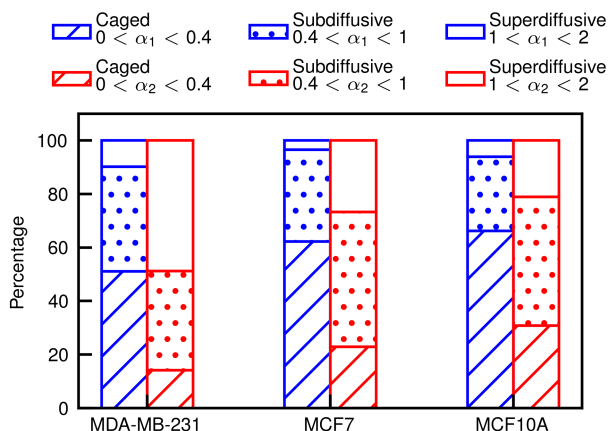 Caged
0 < α₁ < 0.4
Subdiffusive
0.4 < α₁ < 1
Superdiffusive
1 < α₁ < 2
Caged
0 < α₂ < 0.4
Subdiffusive
0.4 < α₂ < 1
Superdiffusive
1 < α₂ < 2
Percentage
100
80
60
40
20
0
MDA-MB-231
MCF7
MCF10A